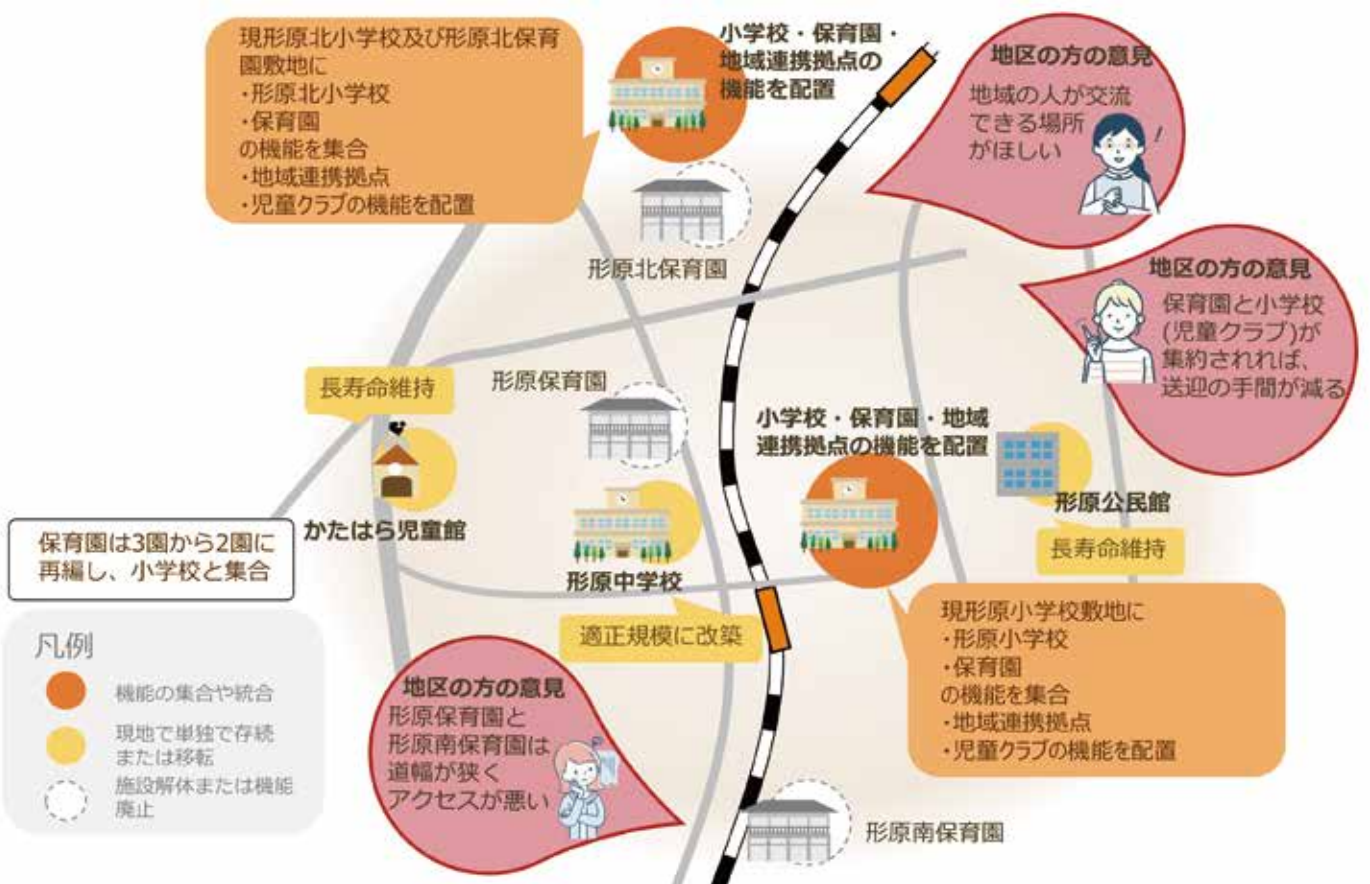 現形原北小学校及び形原北保育
園敷地に
・形原北小学校
・保育園
の機能を集合
・地域連携拠点
・児童クラブの機能を配置
小学校・保育園・
地域連携拠点の
機能を配置
地区の方の意見
地域の人が交流
できる場所
がほしい
形原北保育園
地区の方の意見
保育園と小学校
(児童クラブ)が
集約されれば、
送迎の手間が減る
長寿命維持
かたはら児童館
形原保育園
形原中学校
適正規模に改築
小学校・保育園・地域
連携拠点の機能を配置
形原公民館
長寿命維持
保育園は3園から2園に
再編し、小学校と集合
現形原小学校敷地に
・形原小学校
・保育園
の機能を集合
・地域連携拠点
・児童クラブの機能を配置
凡例
機能の集合や統合
現地で単独で存続
または移転
施設解体または機能
廃止
地区の方の意見
形原保育園と
形原南保育園は
道幅が狭く
アクセスが悪い
形原南保育園